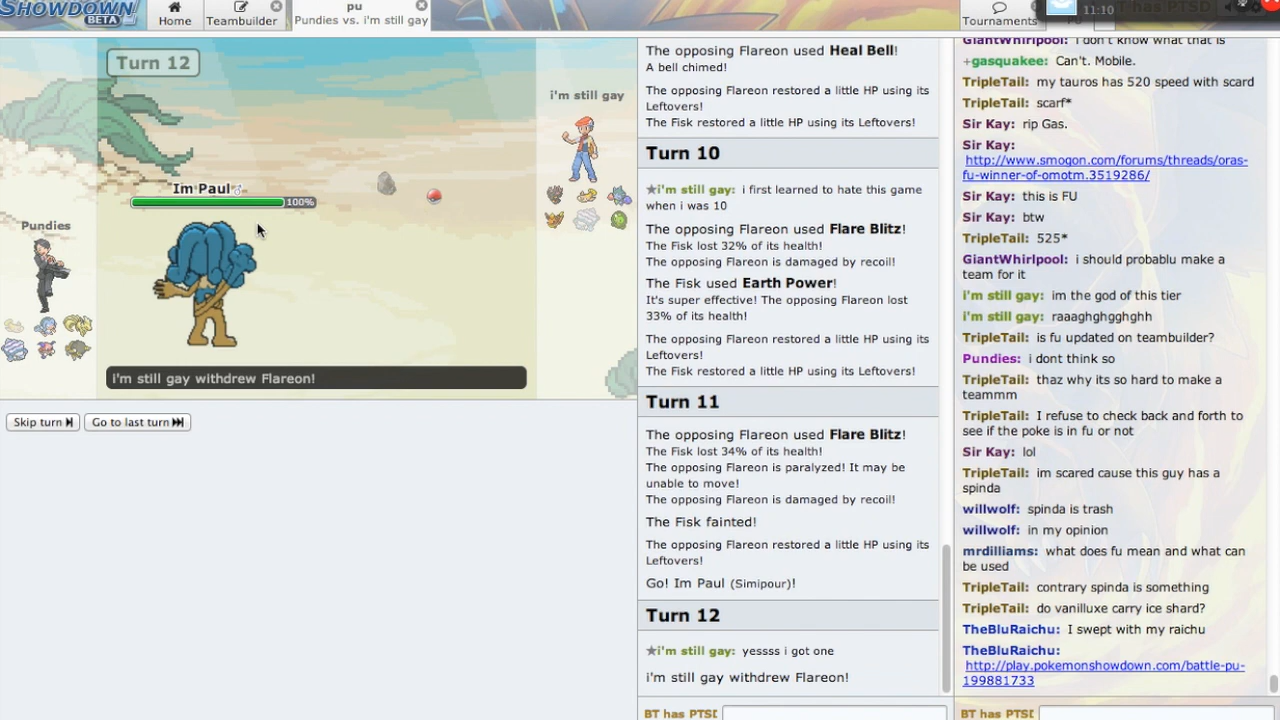 SHOWDOWN
BETA
Home
Teambuilder
pu
Pundies vs. i'm still gay
Tournaments
11:10
Turn 12
i'm still gay
Im Paul♂
100%
Pundies
i'm still gay withdrew Flareon!
Skip turn
Go to last turn
The opposing Flareon used Heal Bell!
A bell chimed!
The opposing Flareon restored a little HP using its
Leftovers!
The Fisk restored a little HP using its Leftovers!
Turn 10
★i'm still gay: i first learned to hate this game
when i was 10
The opposing Flareon used Flare Blitz!
The Fisk lost 32% of its health!
The opposing Flareon is damaged by recoil!
The Fisk used Earth Power!
It's super effective! The opposing Flareon lost
33% of its health!
The opposing Flareon restored a little HP using its
Leftovers!
The Fisk restored a little HP using its Leftovers!
Turn 11
The opposing Flareon used Flare Blitz!
The Fisk lost 34% of its health!
The opposing Flareon is paralyzed! It may be
unable to move!
The opposing Flareon is damaged by recoil!
The Fisk fainted!
The opposing Flareon restored a little HP using its
Leftovers!
Go! Im Paul (Simipour)!
Turn 12
★i'm still gay: yessss i got one
i'm still gay withdrew Flareon!
BT has PTSD
GiantWhirlpool: i don't know what that is
+gasquakee: Can't. Mobile.
TripleTail: my tauros has 520 speed with scard
TripleTail: scarf*
Sir Kay: rip Gas.
Sir Kay:
http://www.smogon.com/forums/threads/oras-
fu-winner-of-omotm.3519286/
Sir Kay: this is FU
Sir Kay: btw
TripleTail: 525*
GiantWhirlpool: i should probablu make a
team for it
i'm still gay: im the god of this tier
i'm still gay: raaaghghgghghh
TripleTail: is fu updated on teambuilder?
Pundies: i dont think so
TripleTail: thaz why its so hard to make a
teammm
TripleTail: I refuse to check back and forth to
see if the poke is in fu or not
Sir Kay: lol
TripleTail: im scared cause this guy has a
spinda
willwolf: spinda is trash
willwolf: in my opinion
mrdilliams: what does fu mean and what can
be used
TripleTail: contrary spinda is something
TripleTail: do vanilluxe carry ice shard?
TheBluRaichu: I swept with my raichu
TheBluRaichu:
http://play.pokemonshowdown.com/battle-pu-
199881733
BT has PTSD